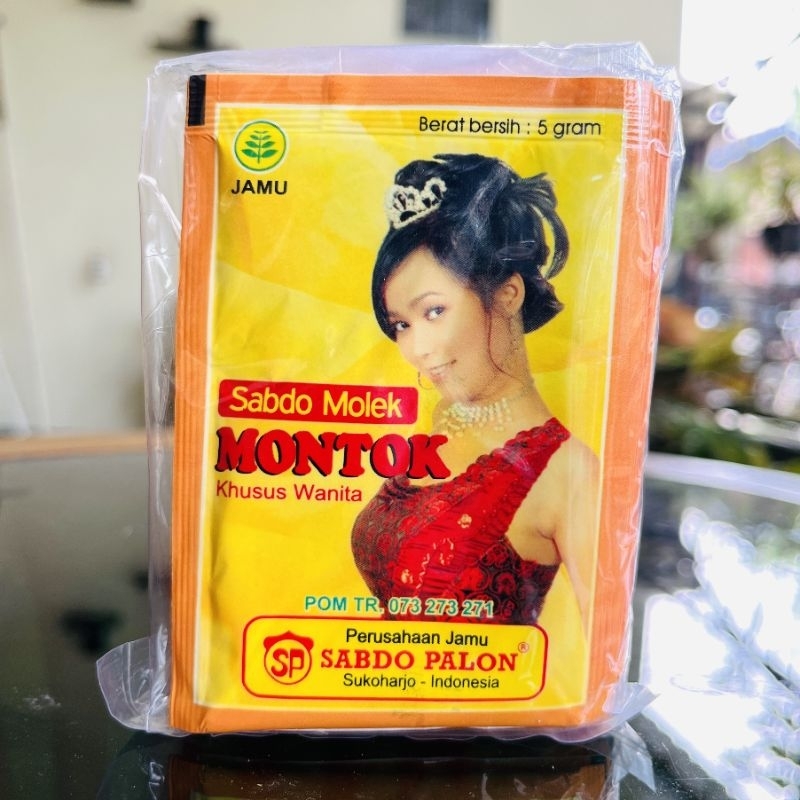 Berat bersih : 5 gram
JAMU
Sabdo Molek
MONTOK
Khusus Wanita
POM TR. 073 273 271
Perusahaan Jamu
SP SABDO PALON®
Sukoharjo - Indonesia